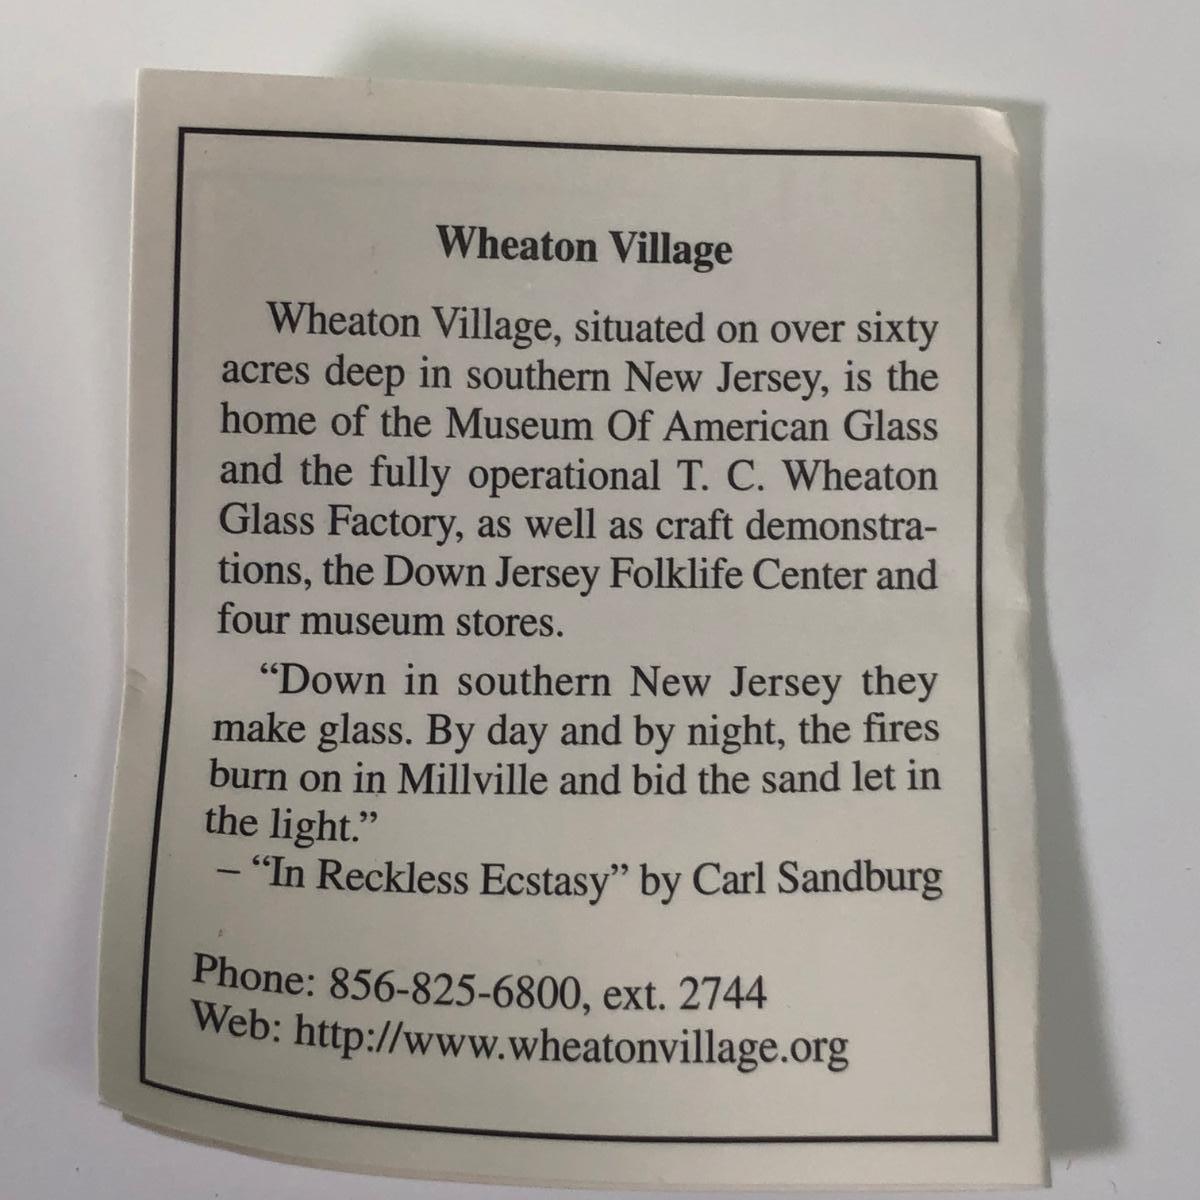 Wheaton Village
Wheaton Village, situated on over sixty
acres deep in southern New Jersey, is the
home of the Museum Of American Glass
and the fully operational T. C. Wheaton
Glass Factory, as well as craft demonstra-
tions, the Down Jersey Folklife Center and
four museum stores.
“Down in southern New Jersey they
make glass. By day and by night, the fires
burn on in Millville and bid the sand let in
the light.”
– “In Reckless Ecstasy” by Carl Sandburg
Phone: 856-825-6800, ext. 2744
Web: http://www.wheatonvillage.org